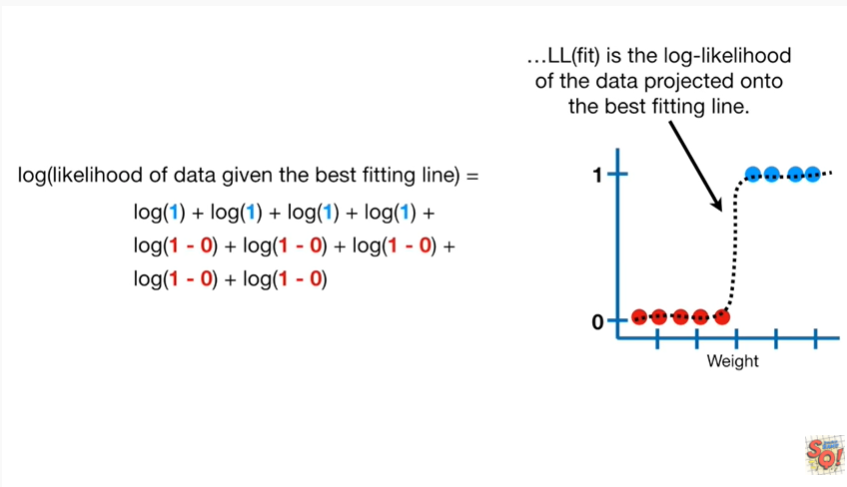 ...LL(fit) is the log-likelihood
of the data projected onto
the best fitting line.
log(likelihood of data given the best fitting line) =
log(1) + log(1) + log(1) + log(1) +
log(1 - 0) + log(1 - 0) + log(1 - 0) +
log(1 - 0) + log(1 - 0)
1
0
Weight
SQ!